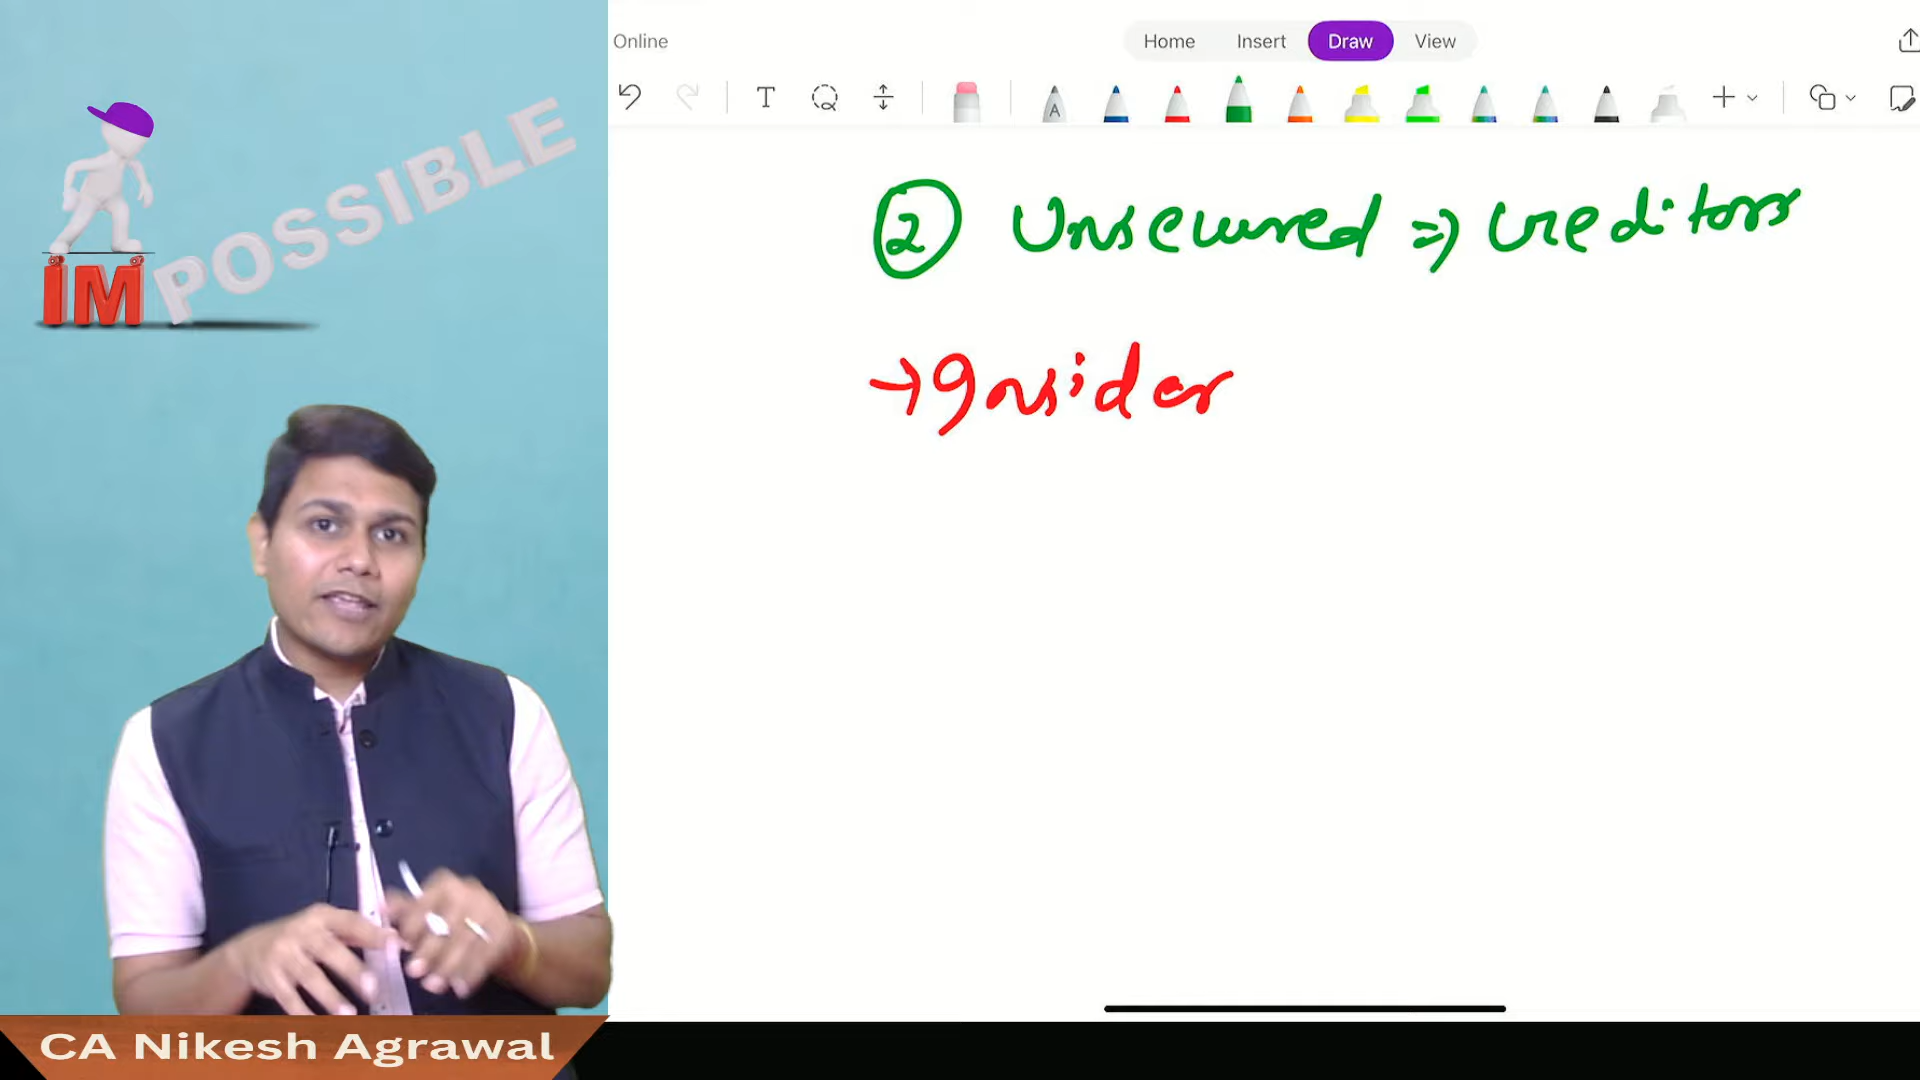 IMPOSSIBLE
Online
Home Insert Draw View
T
A
② Unsecured => Creditors
→ Insider
CA Nikesh Agrawal